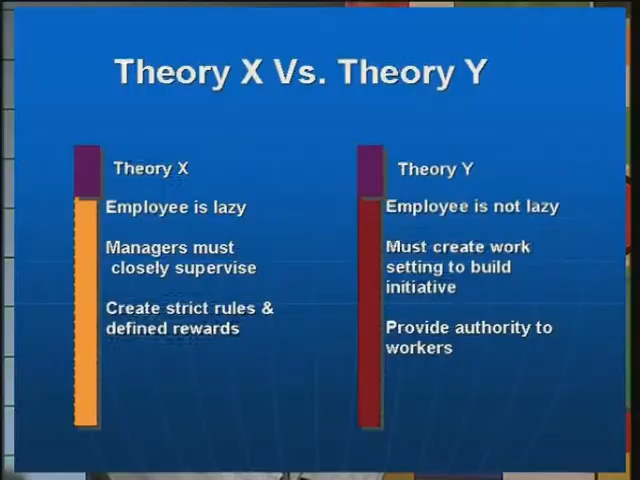 Theory X Vs. Theory Y
Theory X
Employee is lazy
Managers must
closely supervise
Create strict rules &
defined rewards
Theory Y
Employee is not lazy
Must create work
setting to build
initiative
Provide authority to
workers